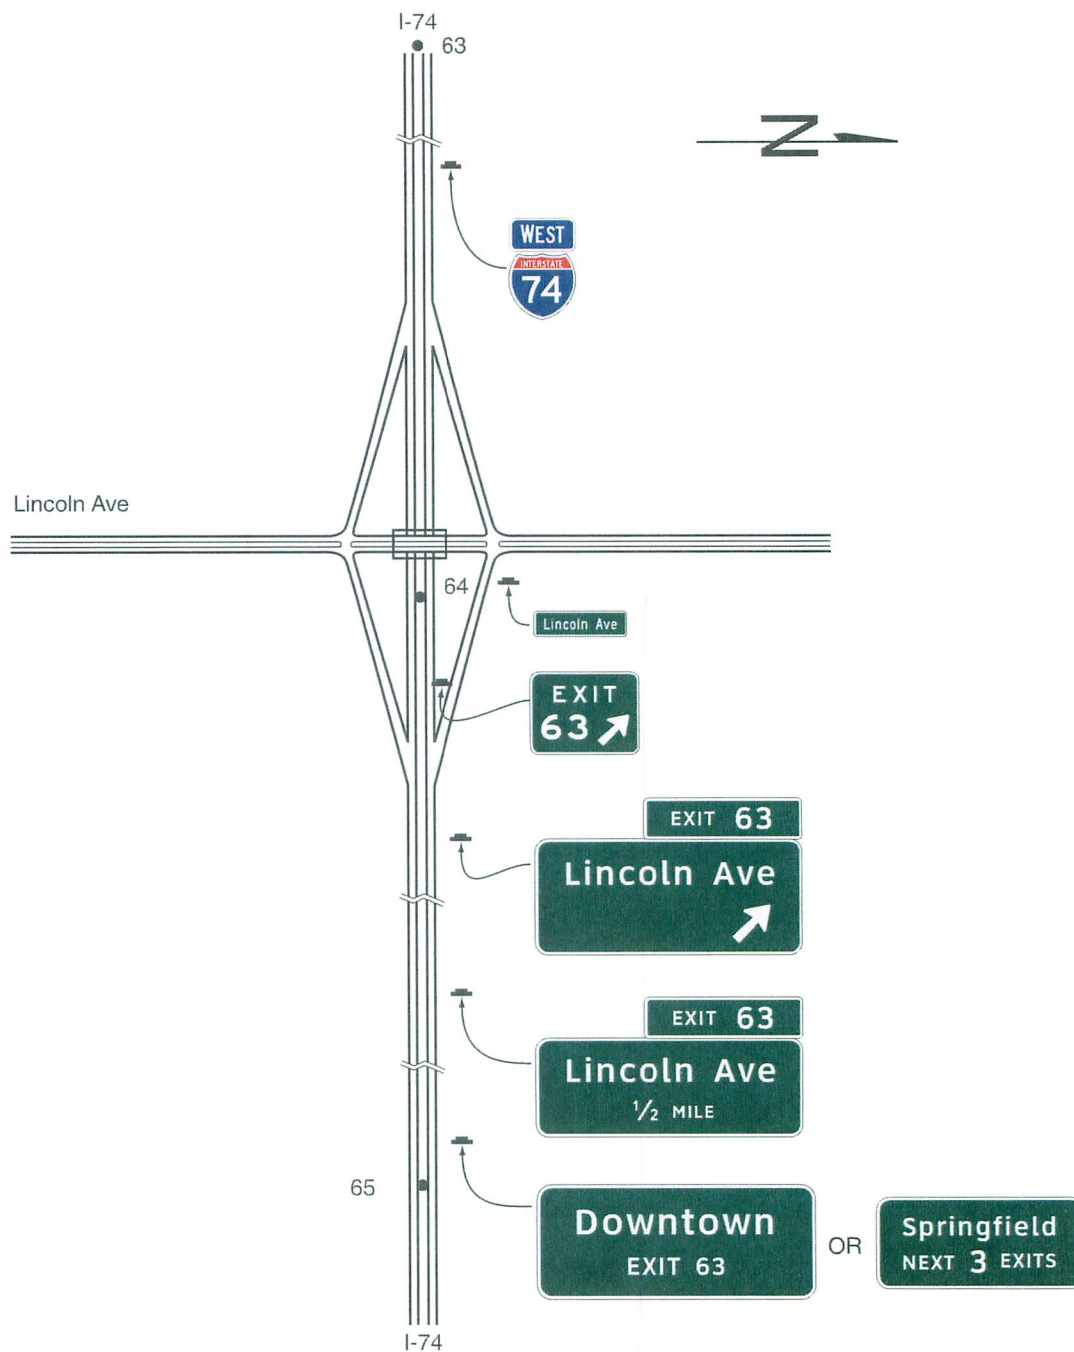 I-74
63
N
WEST
INTERSTATE
74
Lincoln Ave
64
Lincoln Ave
EXIT
63
EXIT 63
Lincoln Ave
EXIT 63
Lincoln Ave
1/2 MILE
65
Downtown
EXIT 63
OR
Springfield
NEXT 3 EXITS
I-74